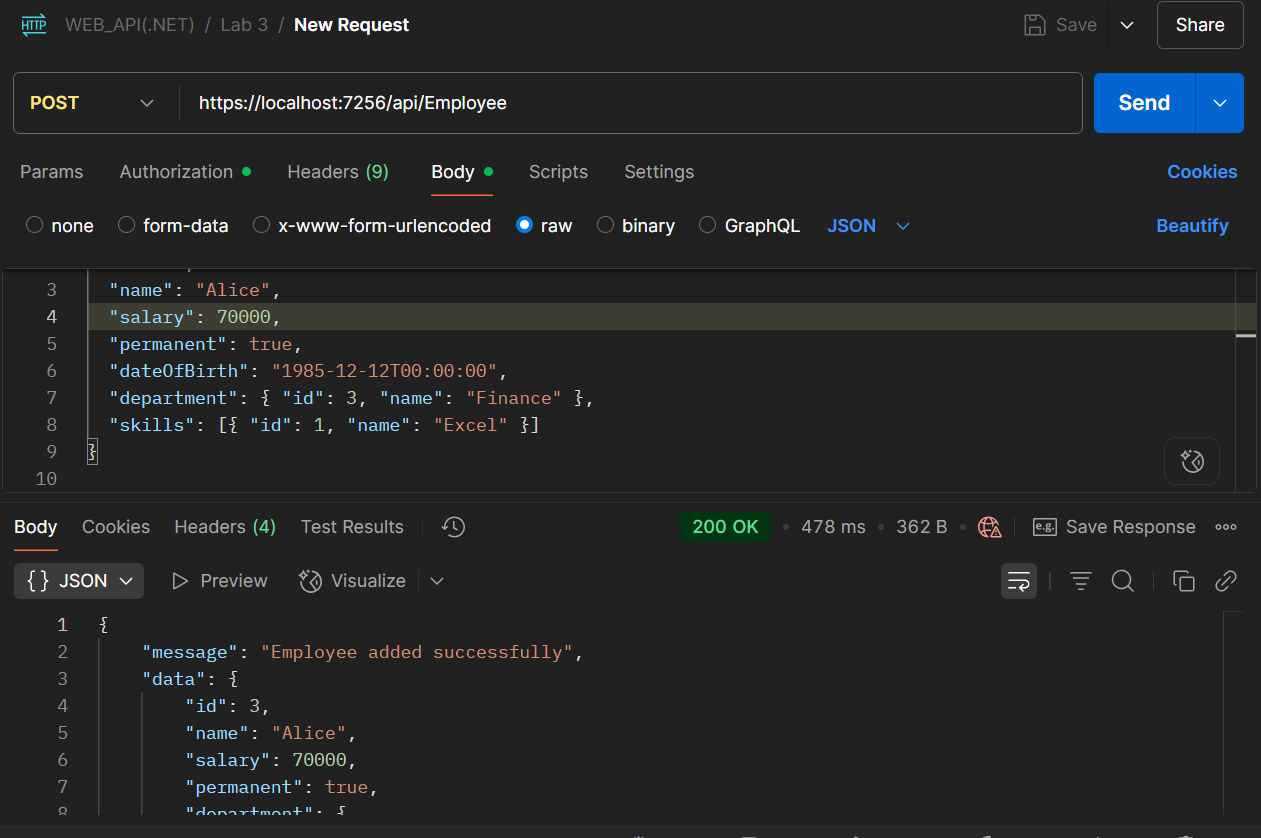 HTTP WEB_API(.NET) / Lab 3 / New Request Save Share
POST https://localhost:7256/api/Employee Send
Params Authorization Headers (9) Body Scripts Settings Cookies
none form-data x-www-form-urlencoded raw binary GraphQL JSON Beautify
3 "name": "Alice",
4 "salary": 70000,
5 "permanent": true,
6 "dateOfBirth": "1985-12-12T00:00:00",
7 "department": { "id": 3, "name": "Finance" },
8 "skills": [{ "id": 1, "name": "Excel" }]
9 }
10
Body Cookies Headers (4) Test Results 200 OK • 478 ms • 362 B • e.g. Save Response
{} JSON Preview Visualize
1 {
2 "message": "Employee added successfully",
3 "data": {
4 "id": 3,
5 "name": "Alice",
6 "salary": 70000,
7 "permanent": true,
8 "department": {